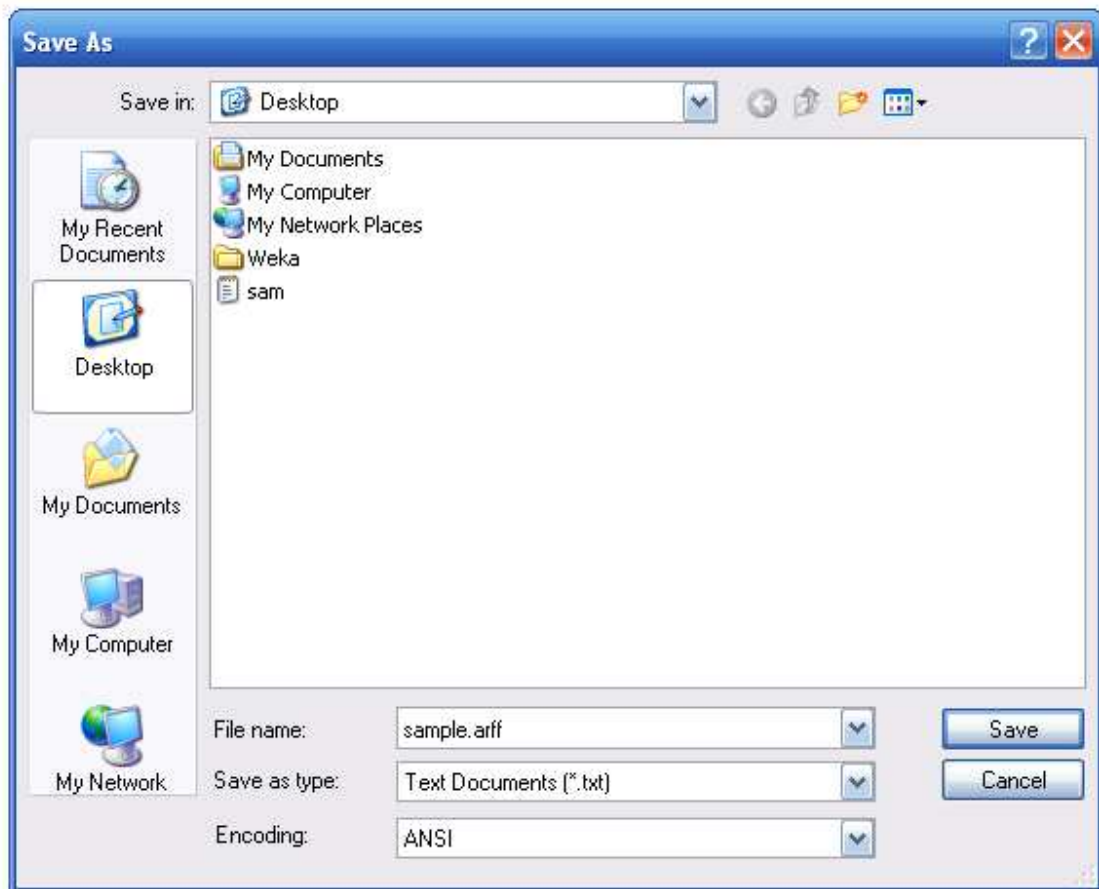 Save As
Save in:
Desktop
My Recent
Documents
Desktop
My Documents
My Computer
My Network
My Documents
My Computer
My Network Places
Weka
sam
File name:
sample.arff
Save
Save as type:
Text Documents (*.txt)
Cancel
Encoding:
ANSI